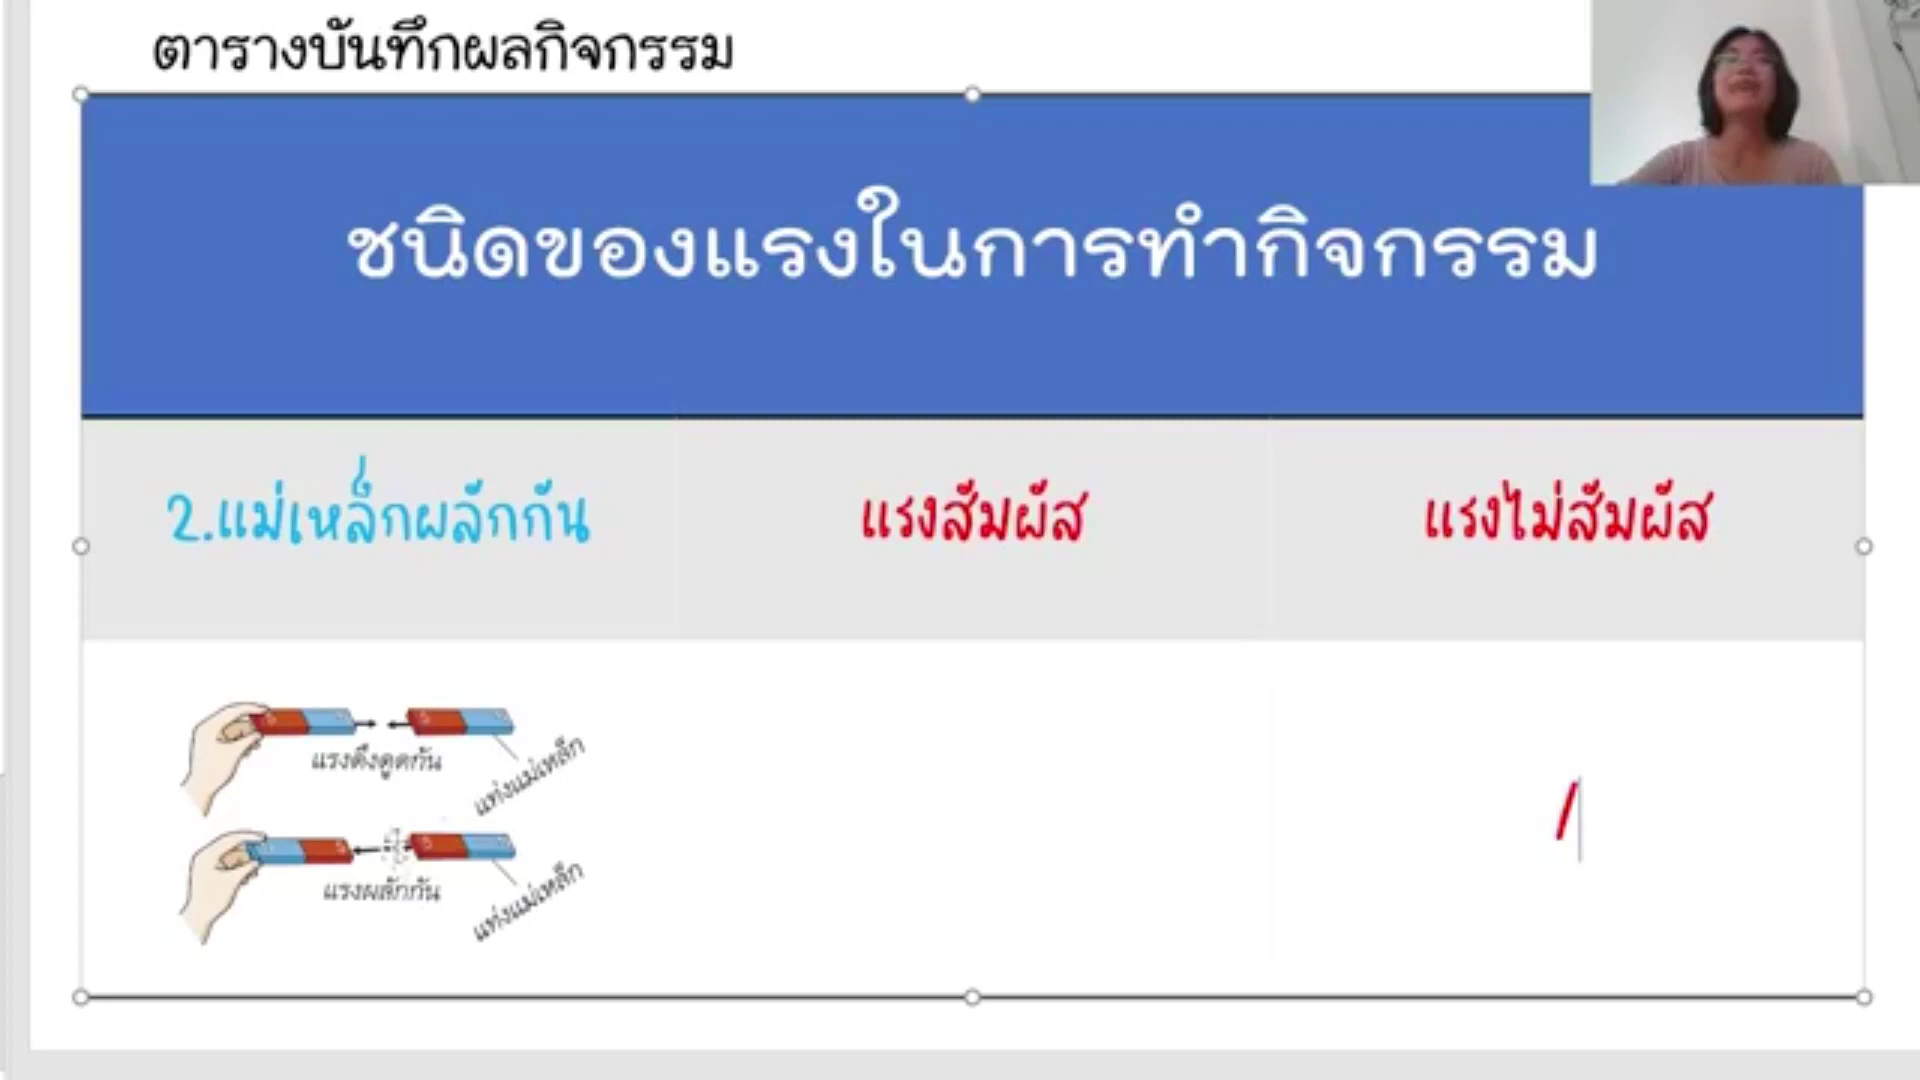 ตารางบันทึกผลกิจกรรม
ชนิดของแรงในการทำกิจกรรม
2.แม่เหล็กผลักกัน
แรงสัมผัส
แรงไม่สัมผัส
แรงดึงดูดกัน
แท่งแม่เหล็ก
/
แรงผลักกัน
แท่งแม่เหล็ก